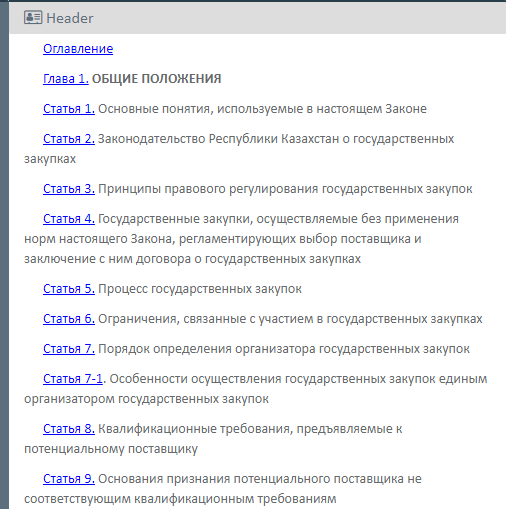 Header
Оглавление
Глава 1. ОБЩИЕ ПОЛОЖЕНИЯ
Статья 1. Основные понятия, используемые в настоящем Законе
Статья 2. Законодательство Республики Казахстан о государственных
закупках
Статья 3. Принципы правового регулирования государственных закупок
Статья 4. Государственные закупки, осуществляемые без применения
норм настоящего Закона, регламентирующих выбор поставщика и
заключение с ним договора о государственных закупках
Статья 5. Процесс государственных закупок
Статья 6. Ограничения, связанные с участием в государственных закупках
Статья 7. Порядок определения организатора государственных закупок
Статья 7-1. Особенности осуществления государственных закупок единым
организатором государственных закупок
Статья 8. Квалификационные требования, предъявляемые к
потенциальному поставщику
Статья 9. Основания признания потенциального поставщика не
соответствующим квалификационным требованиям